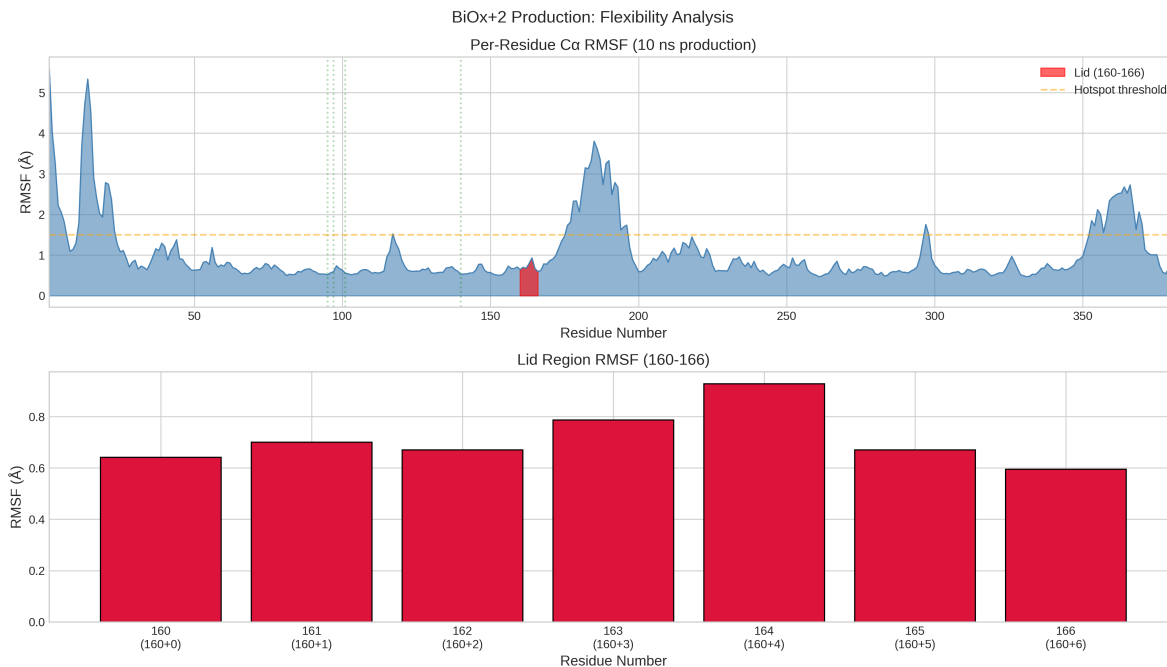 BiOx+2 Production: Flexibility Analysis
Per-Residue Cα RMSF (10 ns production)
Lid (160-166)
Hotspot threshold
RMSF (Å)
5
4
3
2
1
0
50 100 150 200 250 300 350
Residue Number
Lid Region RMSF (160-166)
RMSF (Å)
0.8
0.6
0.4
0.2
0.0
160 161 162 163 164 165 166
(160+0) (160+1) (160+2) (160+3) (160+4) (160+5) (160+6)
Residue Number